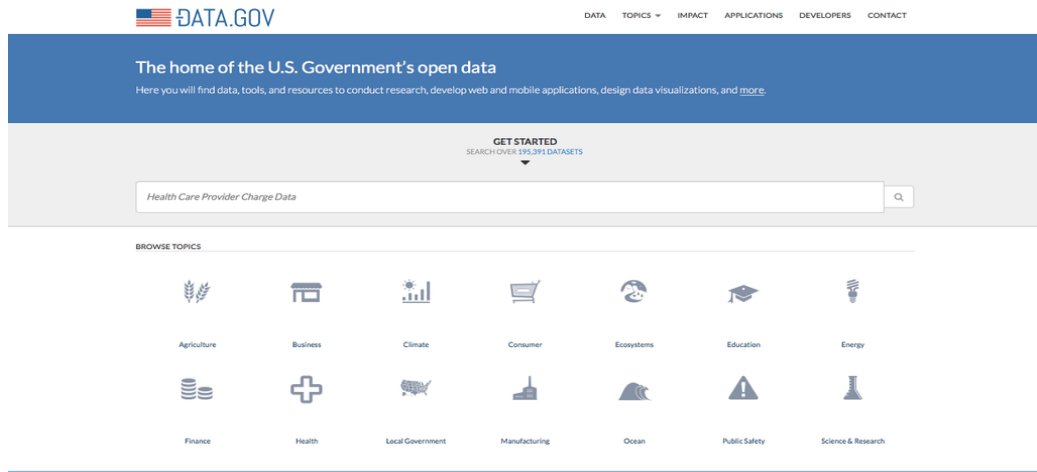 DATA.GOV
DATA TOPICS IMPACT APPLICATIONS DEVELOPERS CONTACT
The home of the U.S. Government's open data
Here you will find data, tools, and resources to conduct research, develop web and mobile applications, design data visualizations, and more.
GET STARTED
SEARCH OVER 195,391 DATASETS
Health Care Provider Charge Data
BROWSE TOPICS
Agriculture Business Climate Consumer Ecosystems Education Energy
Finance Health Local Government Manufacturing Ocean Public Safety Science & Research